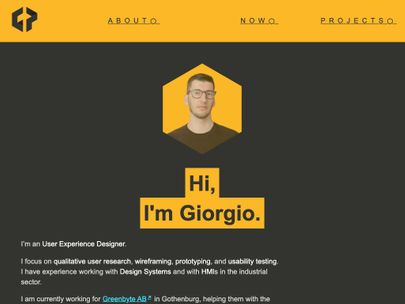 ABOUT NOW PROJECTS
Hi,
I'm Giorgio.
I'm an User Experience Designer.
I focus on qualitative user research, wireframing, prototyping, and usability testing.
I have experience working with Design Systems and with HMIs in the industrial
sector.
I am currently working for Greenbyte AB in Gothenburg, helping them with the